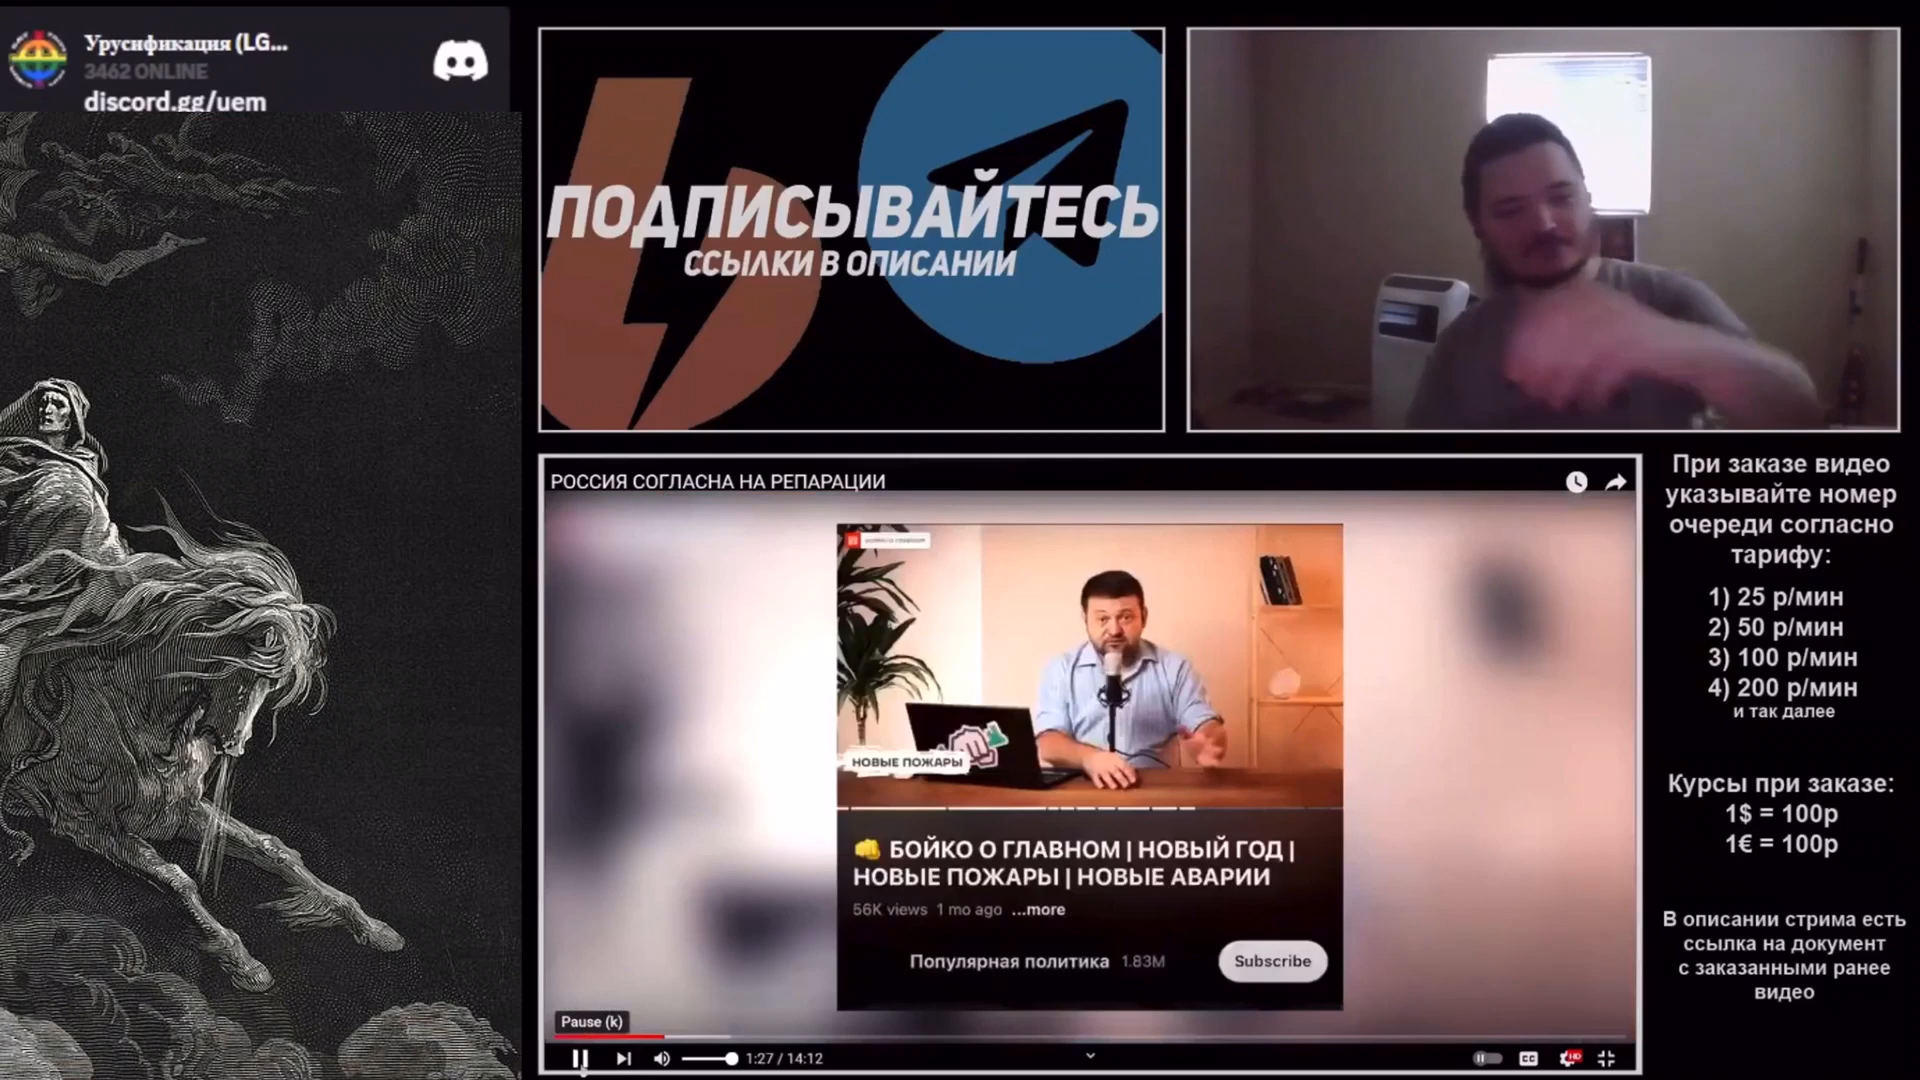 Урусификация (LG...
3462 ONLINE
discord.gg/uem
ПОДПИСЫВАЙТЕСЬ
ССЫЛКИ В ОПИСАНИИ
РОССИЯ СОГЛАСНА НА РЕПАРАЦИИ
НОВЫЕ ПОЖАРЫ
👊 БОЙКО О ГЛАВНОМ | НОВЫЙ ГОД |
НОВЫЕ ПОЖАРЫ | НОВЫЕ АВАРИИ
56K views 1 mo ago ...more
Популярная политика 1.83M
Subscribe
Pause (k)
1:27 / 14:12
CC
HD
При заказе видео
указывайте номер
очереди согласно
тарифу:
1) 25 р/мин
2) 50 р/мин
3) 100 р/мин
4) 200 р/мин
и так далее
Курсы при заказе:
1$ = 100р
1€ = 100р
В описании стрима есть
ссылка на документ
с заказанными ранее
видео